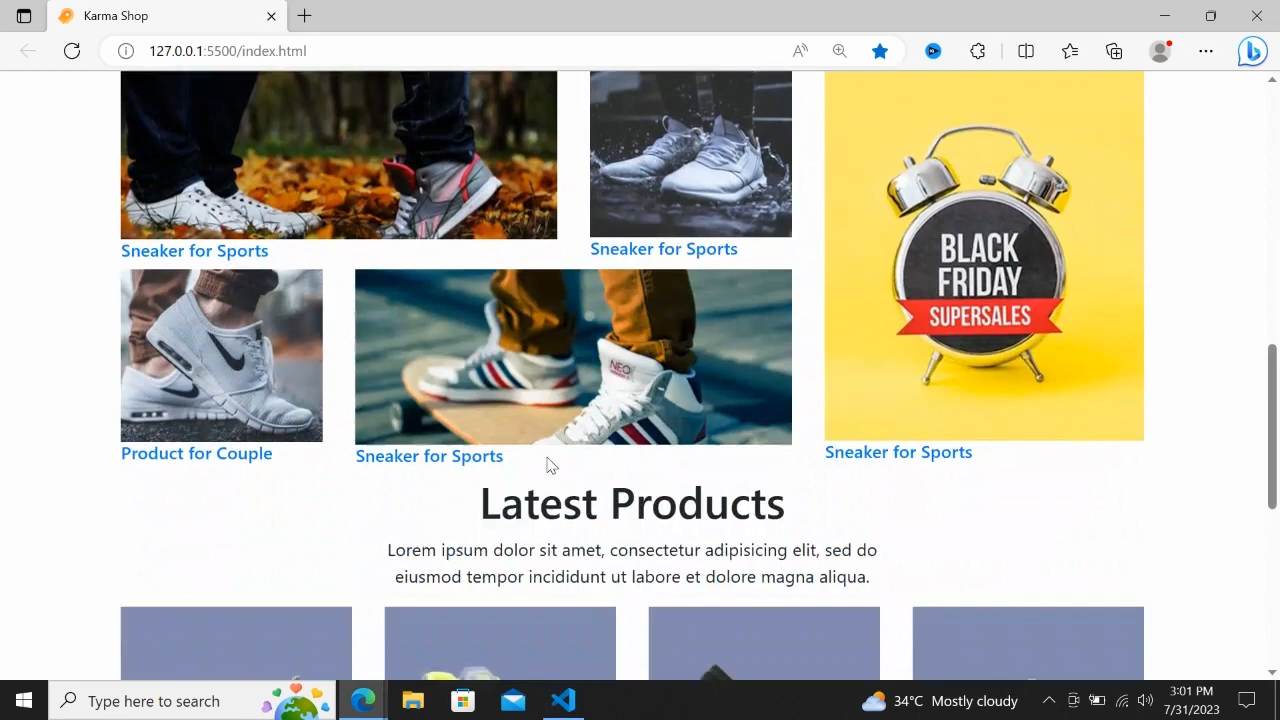 Karma Shop
127.0.0.1:5500/index.html
BLACK
FRIDAY
SUPERSALES
Sneaker for Sports
Sneaker for Sports
NEO
Product for Couple
Sneaker for Sports
Sneaker for Sports
Latest Products
Lorem ipsum dolor sit amet, consectetur adipisicing elit, sed do
eiusmod tempor incididunt ut labore et dolore magna aliqua.
Type here to search
34°C Mostly cloudy
3:01 PM
7/31/2023